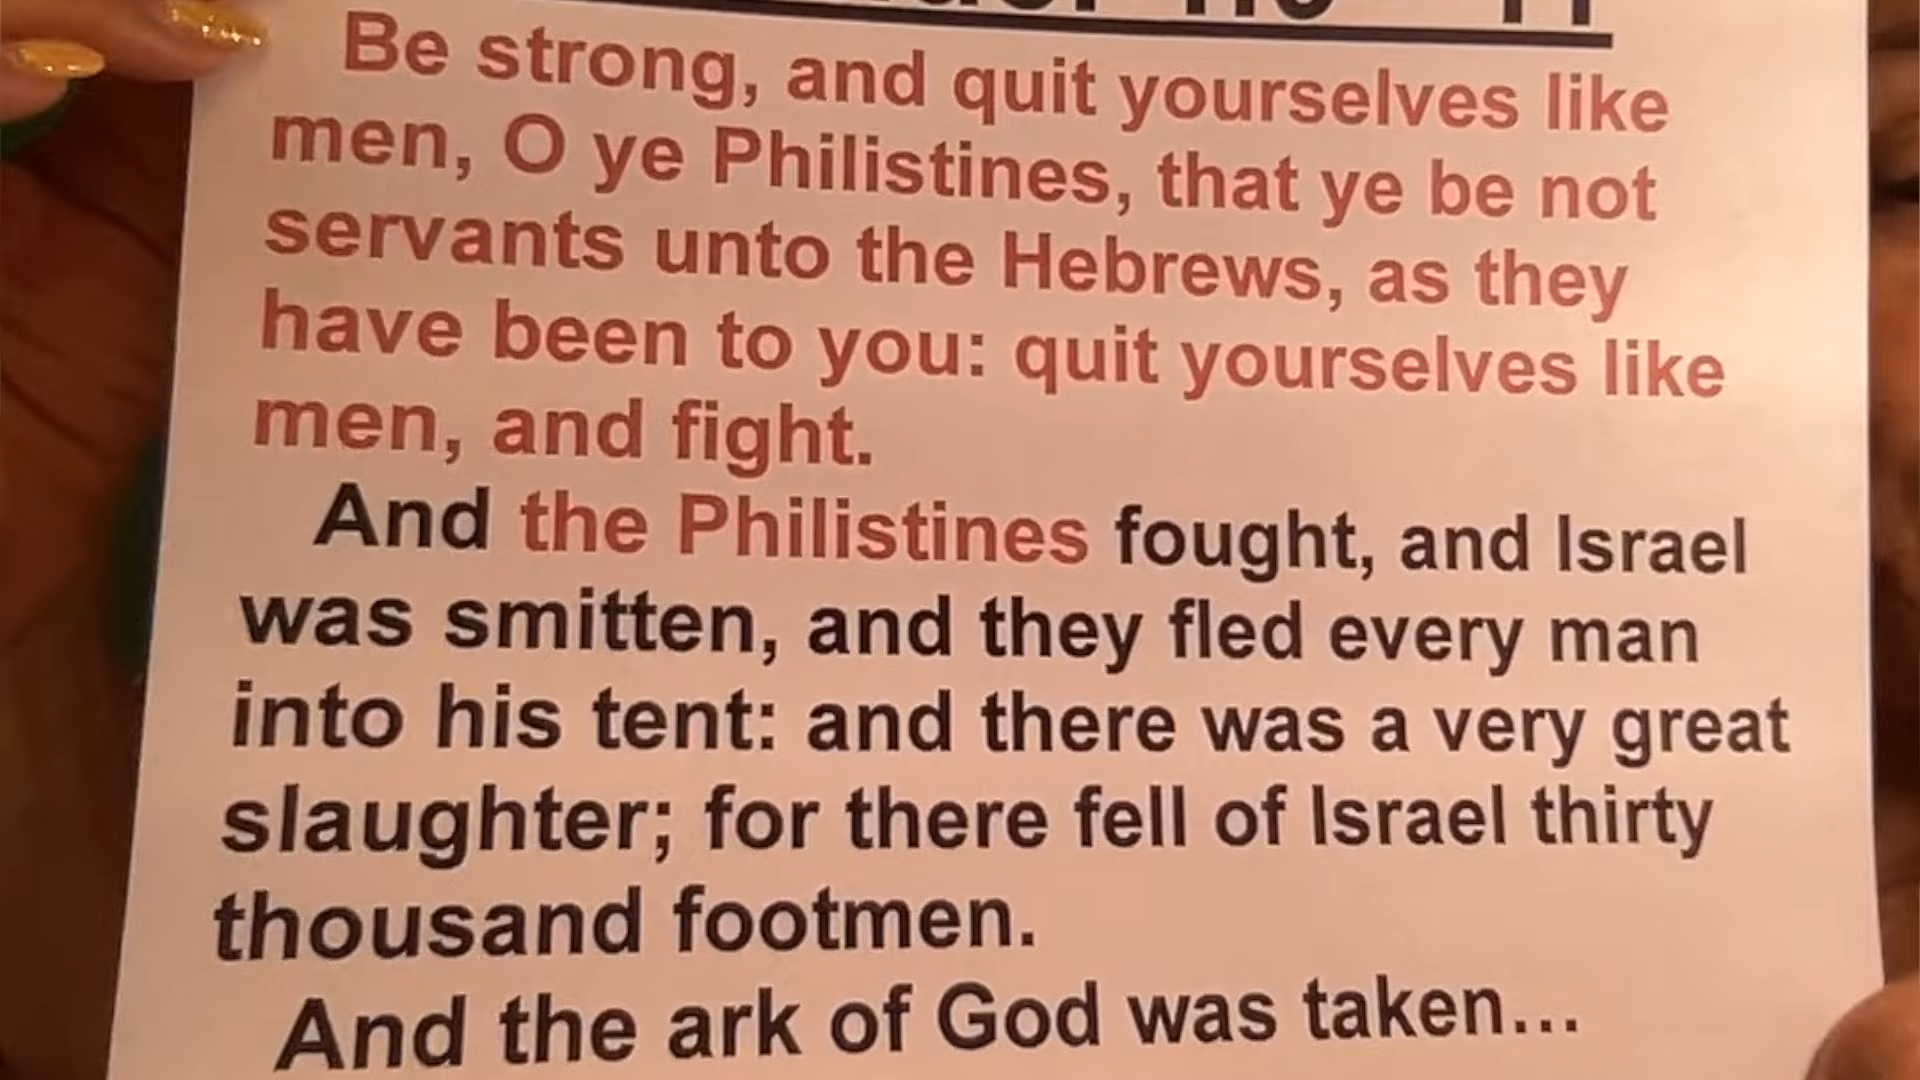 Be strong, and quit yourselves like
men, O ye Philistines, that ye be not
servants unto the Hebrews, as they
have been to you: quit yourselves like
men, and fight.
And the Philistines fought, and Israel
was smitten, and they fled every man
into his tent: and there was a very great
slaughter; for there fell of Israel thirty
thousand footmen.
And the ark of God was taken...